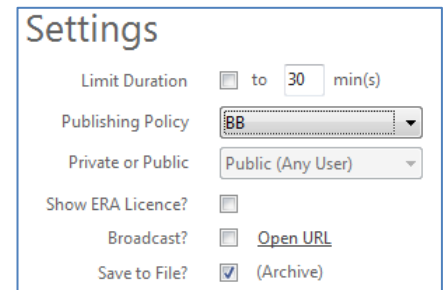 Settings
Limit Duration to 30 min(s)
Publishing Policy BB
Private or Public Public (Any User)
Show ERA Licence?
Broadcast? Open URL
Save to File? (Archive)